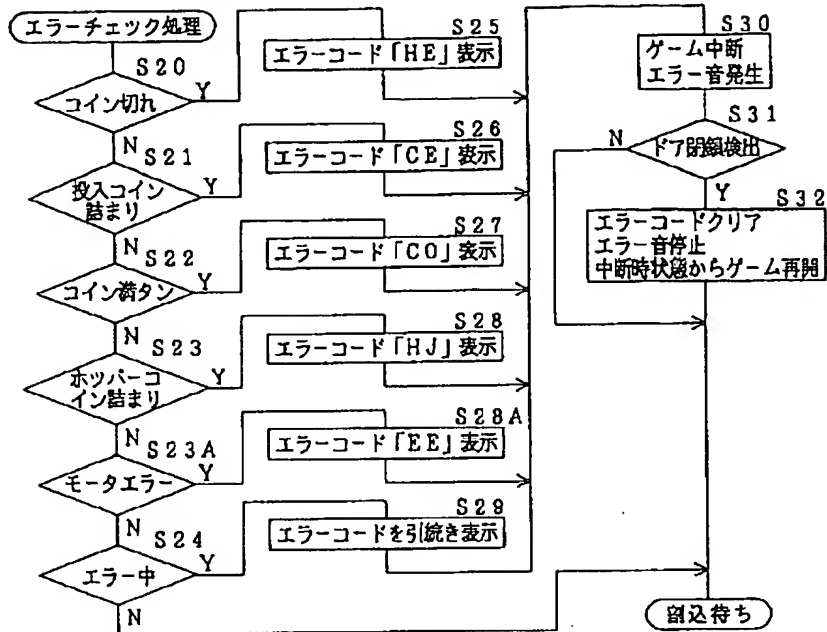 エラーチェック処理
S20
コイン切れ
Y
N
S21
投入コイン
詰まり
Y
N
S22
コイン満タン
Y
N
S23
ホッパーコ
イン詰まり
Y
N
S23A
モータエラー
Y
N
S24
エラー中
Y
N
S25
エラーコード「HE」表示
S26
エラーコード「CE」表示
S27
エラーコード「CO」表示
S28
エラーコード「HJ」表示
S28A
エラーコード「EE」表示
S29
エラーコードを引続き表示
S30
ゲーム中断
エラー音発生
S31
ドア閉鎖検出
N
Y
S32
エラーコードクリア
エラー音停止
中断時状態からゲーム再開
割込待ち